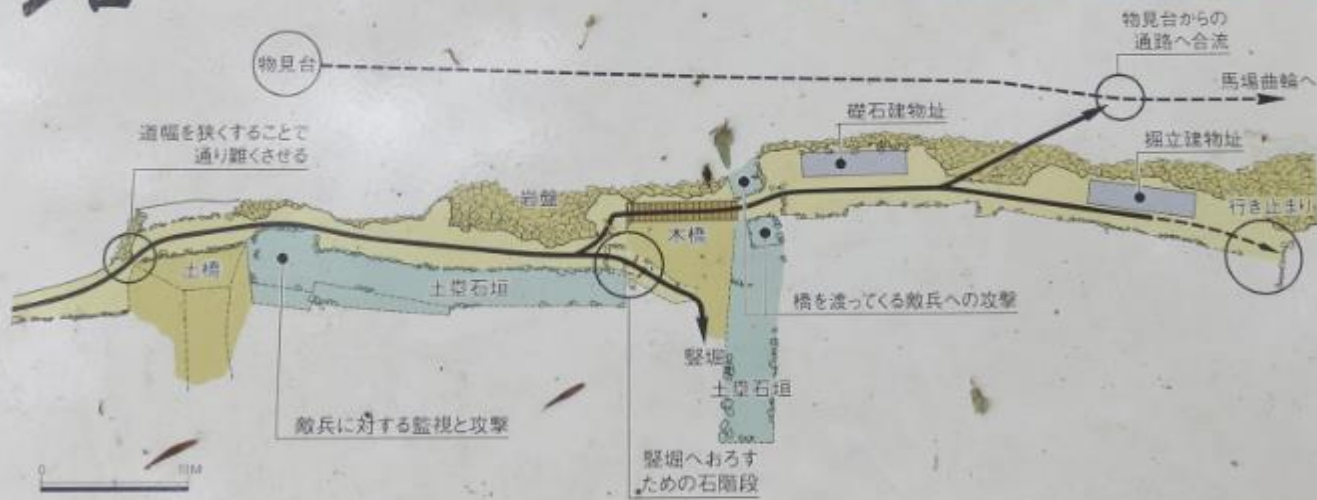 物見台からの
通路へ合流
物見台
馬場曲輪へ
礎石建物址
道幅を狭くすることで
通り難くさせる
掘立建物址
岩盤
行き止まり
木橋
土橋
土塁石垣
橋を渡ってくる敵兵への攻撃
竪堀
土塁石垣
敵兵に対する監視と攻撃
竪堀へおろす
ための石階段
0
10M